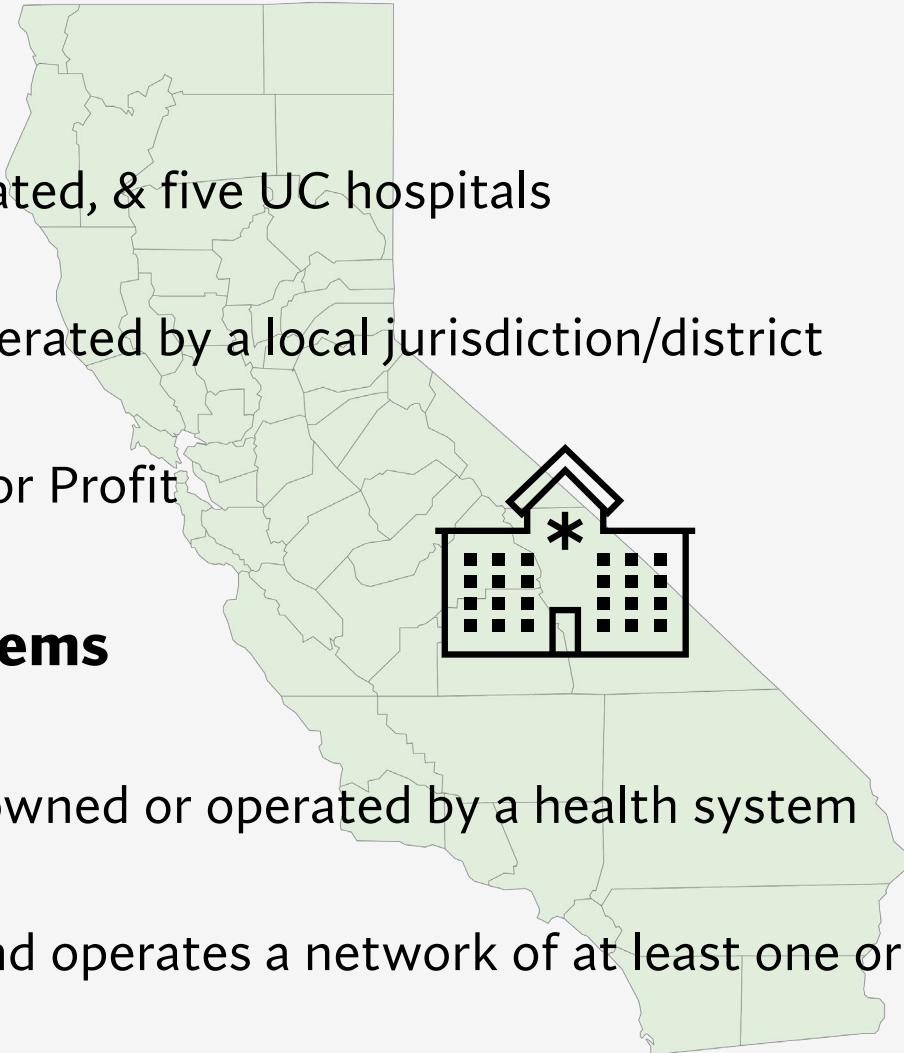 ated, & five UC hospitals
erated by a local jurisdiction/district
or Profit
ems
owned or operated by a health system
nd operates a network of at least one or